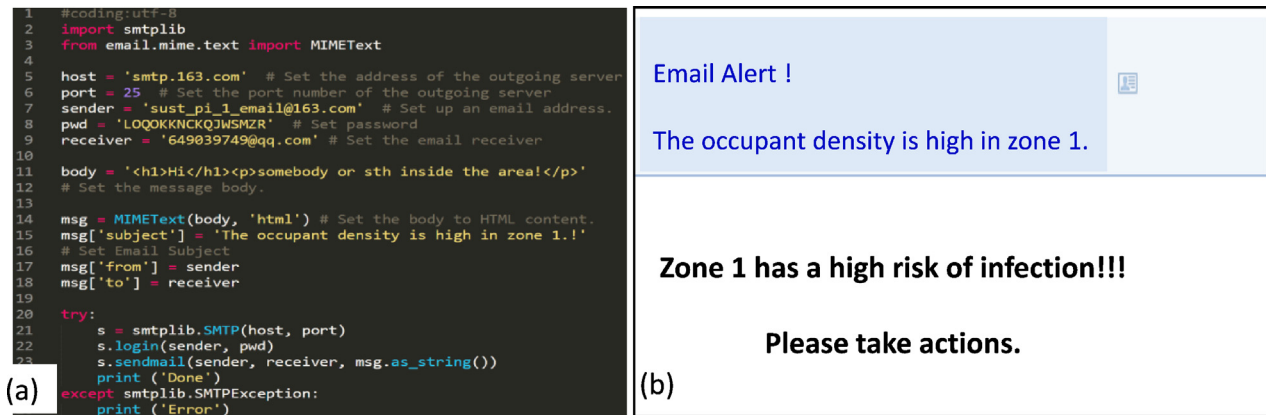 1 #coding:utf-8
2 import smtplib
3 from email.mime.text import MIMEText
4
5 host = 'smtp.163.com' # Set the address of the outgoing server
6 port = 25 # Set the port number of the outgoing server
7 sender = 'sust_pi_1_email@163.com' # Set up an email address.
8 pwd = 'LOQOKKNCKQJWSMZR' # Set password
9 receiver = '649039749@qq.com' # Set the email receiver
10
11 body = '<h1>Hi</h1><p>somebody or sth inside the area!</p>'
12 # Set the message body.
13
14 msg = MIMEText(body, 'html') # Set the body to HTML content.
15 msg['subject'] = 'The occupant density is high in zone 1.!'
16 # Set Email Subject
17 msg['from'] = sender
18 msg['to'] = receiver
19
20 try:
21 s = smtplib.SMTP(host, port)
22 s.login(sender, pwd)
23 s.sendmail(sender, receiver, msg.as_string())
print ('Done')
except smtplib.SMTPException:
print ('Error')
(a)
Email Alert !
The occupant density is high in zone 1.
Zone 1 has a high risk of infection!!!
Please take actions.
(b)